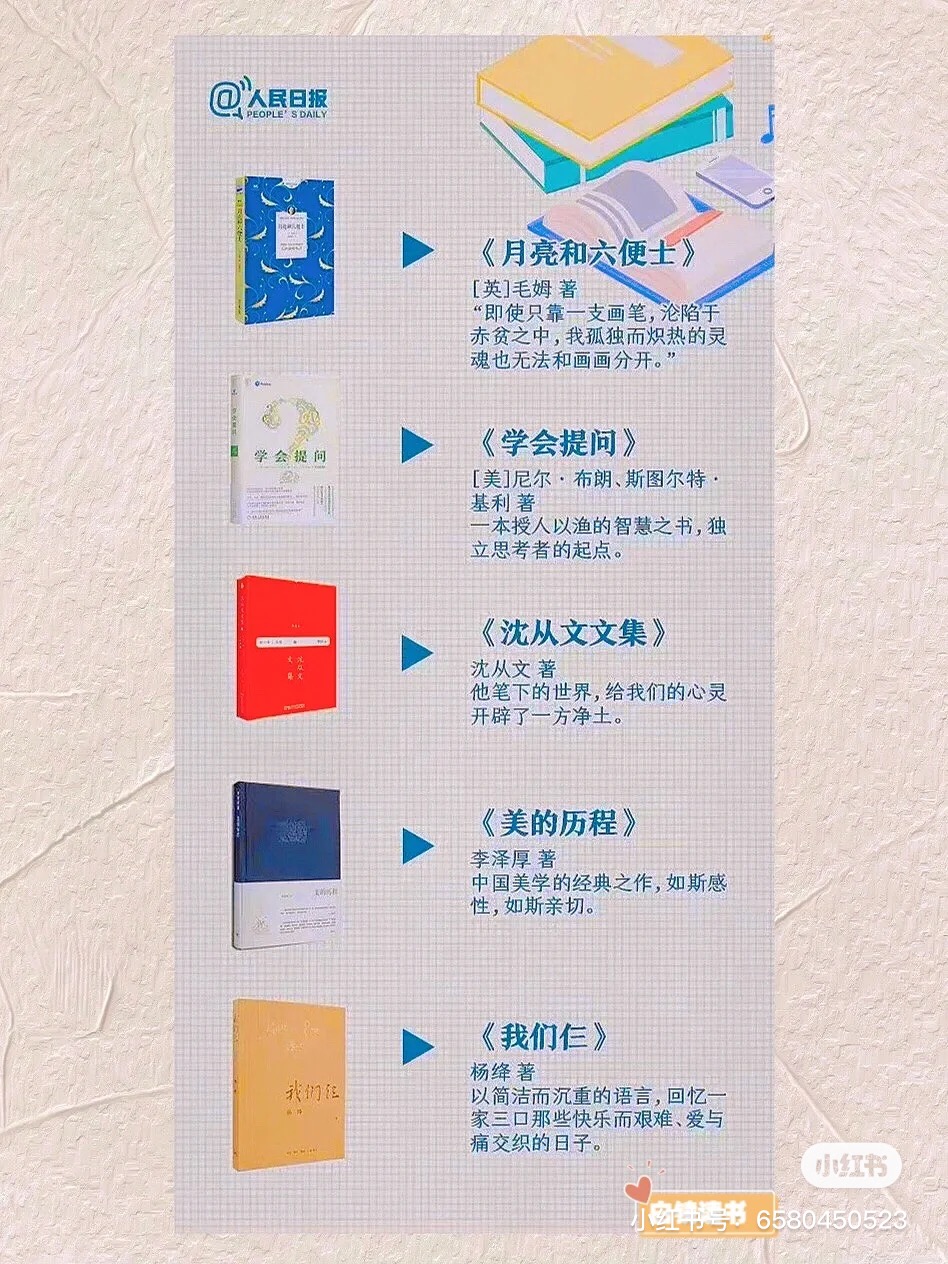 @人民日报
PEOPLE'S DAILY
《月亮和六便士》
[英]毛姆 著
“即使只靠一支画笔，沦陷于
赤贫之中，我孤独而炽热的灵
魂也无法和画画分开。”
学会提问
《学会提问》
[美]尼尔·布朗、斯图尔特·
基利 著
一本授人以渔的智慧之书，独
立思考者的起点。
《沈从文文集》
沈从文 著
他笔下的世界，给我们的心灵
开辟了一方净土。
美的历程
《美的历程》
李泽厚 著
中国美学的经典之作，如斯感
性，如斯亲切。
我们仨
杨绛
《我们仨》
杨绛 著
以简洁而沉重的语言，回忆一
家三口那些快乐而艰难、爱与
痛交织的日子。
小红书
小红书号：6580450523